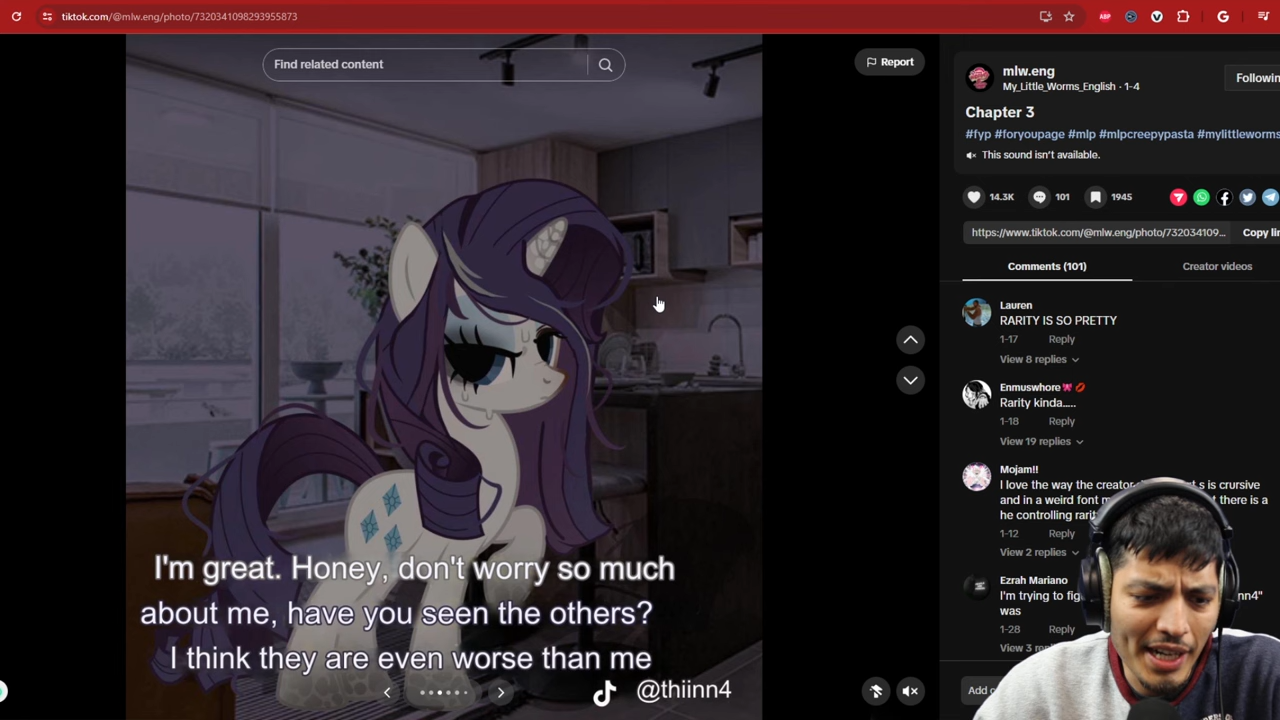 tiktok.com/@mlw.eng/photo/7320341098293955873
Find related content
Report
mlw.eng
My_Little_Worms_English · 1-4
Following
Chapter 3
#fyp #foryoupage #mlp #mlpcreepypasta #mylittleworms
This sound isn't available.
14.3K 101 1945
https://www.tiktok.com/@mlw.eng/photo/732034109...
Copy lin
Comments (101)
Creator videos
Lauren
RARITY IS SO PRETTY
1-17 Reply
View 8 replies
Enmuswhore
Rarity kinda.....
1-18 Reply
View 19 replies
Mojam!!
I love the way the creator s is crursive
and in a weird font there is a
he controlling
1-12 Reply
View 2 replies
Ezrah Mariano
I'm trying to nn4"
was
1-28 Reply
View 3
Add
I'm great. Honey, don't worry so much
about me, have you seen the others?
I think they are even worse than me
@thiinn4